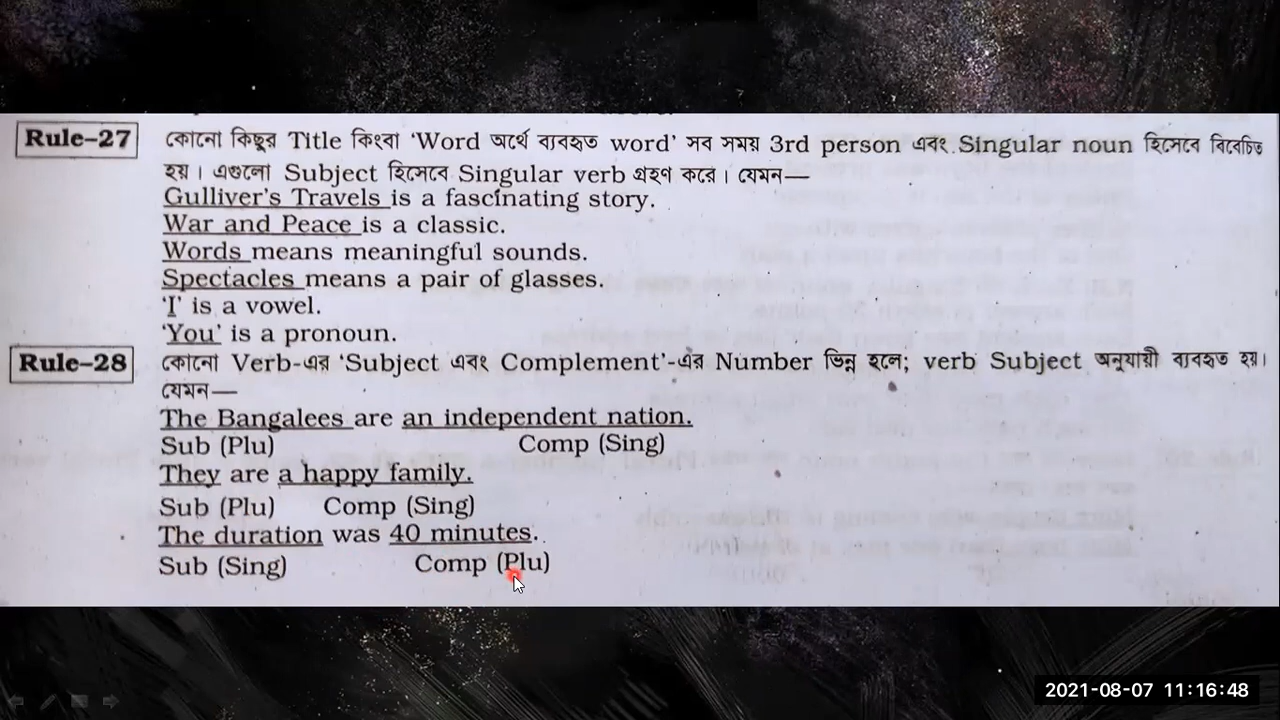 Rule–27 কোনো কিছুর Title কিংবা ‘Word অর্থে ব্যবহৃত word’ সব সময় 3rd person এবং Singular noun হিসেবে বিবেচিত
হয়। এগুলো Subject হিসেবে Singular verb গ্রহণ করে। যেমন—
Gulliver's Travels is a fascinating story.
War and Peace is a classic.
Words means meaningful sounds.
Spectacles means a pair of glasses.
‘I’ is a vowel.
‘You’ is a pronoun.
Rule–28 কোনো Verb-এর ‘Subject এবং Complement’-এর Number ভিন্ন হলে; verb Subject অনুযায়ী ব্যবহৃত হয়।
যেমন—
The Bangalees are an independent nation.
Sub (Plu) Comp (Sing)
They are a happy family.
Sub (Plu) Comp (Sing)
The duration was 40 minutes.
Sub (Sing) Comp (Plu)
2021-08-07 11:16:48